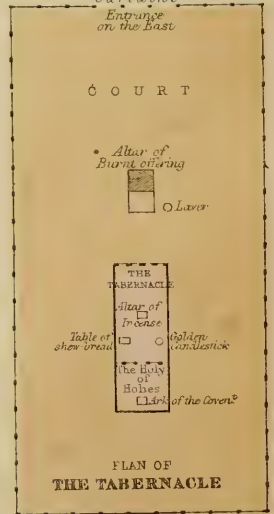 Entrance
on the East
COURT
Altar of
Burnt offering
Laver
THE
TABERNACLE
Altar of
Incense
Table of
shew-bread
Golden
Candlestick
The Holy
of
Holies
Ark of the Coven.t
PLAN OF
THE TABERNACLE